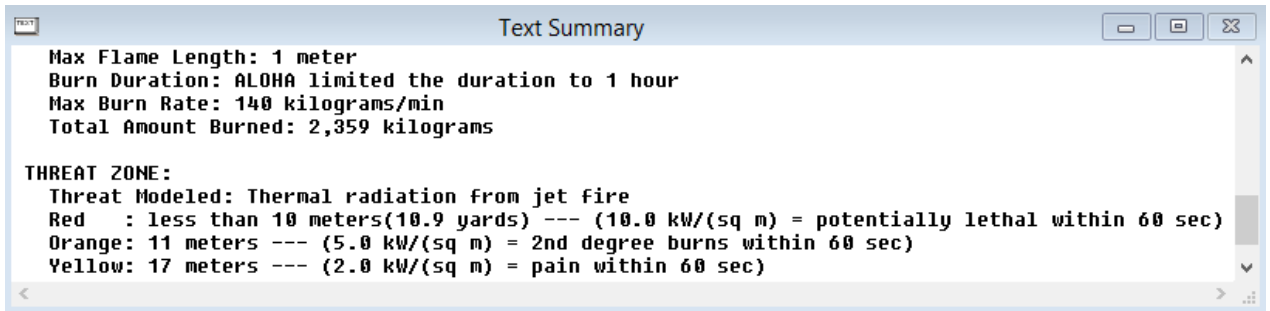 TEXT
Text Summary
Max Flame Length: 1 meter
Burn Duration: ALOHA limited the duration to 1 hour
Max Burn Rate: 140 kilograms/min
Total Amount Burned: 2,359 kilograms
THREAT ZONE:
Threat Modeled: Thermal radiation from jet fire
Red   : less than 10 meters(10.9 yards) --- (10.0 kW/(sq m) = potentially lethal within 60 sec)
Orange: 11 meters --- (5.0 kW/(sq m) = 2nd degree burns within 60 sec)
Yellow: 17 meters --- (2.0 kW/(sq m) = pain within 60 sec)